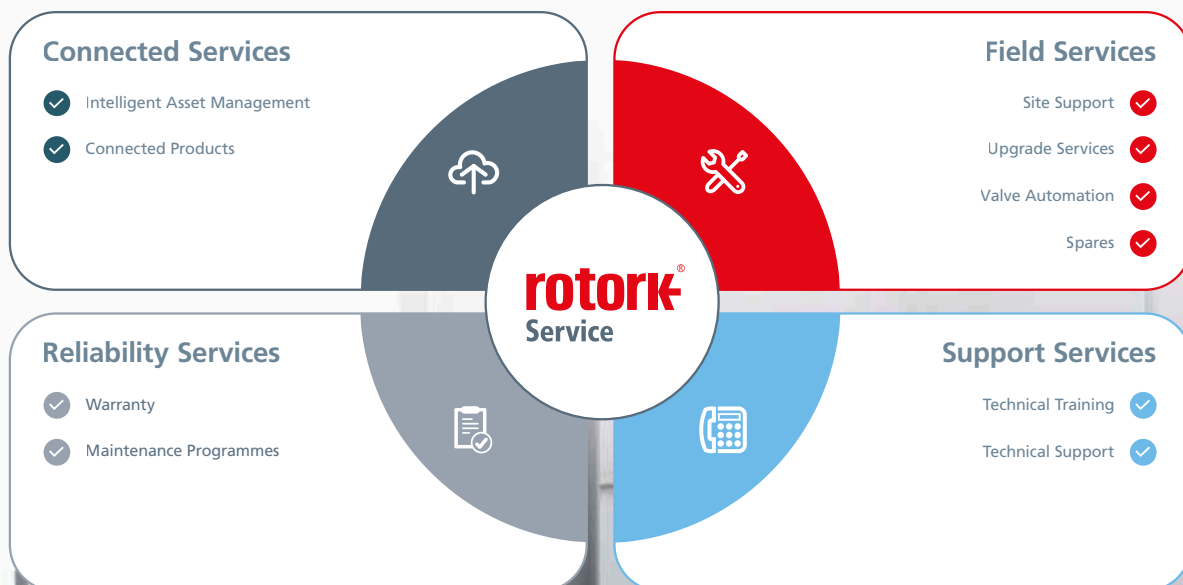 Connected Services
Intelligent Asset Management
Connected Products
Field Services
Site Support
Upgrade Services
Valve Automation
Spares
rotork®
Service
Reliability Services
Warranty
Maintenance Programmes
Support Services
Technical Training
Technical Support